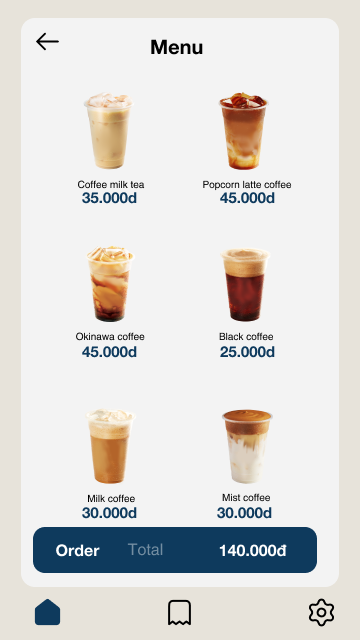 Menu
Coffee milk tea
35.000đ
Popcorn latte coffee
45.000đ
Okinawa coffee
45.000đ
Black coffee
25.000đ
Milk coffee
30.000đ
Mist coffee
30.000đ
Order Total 140.000đ